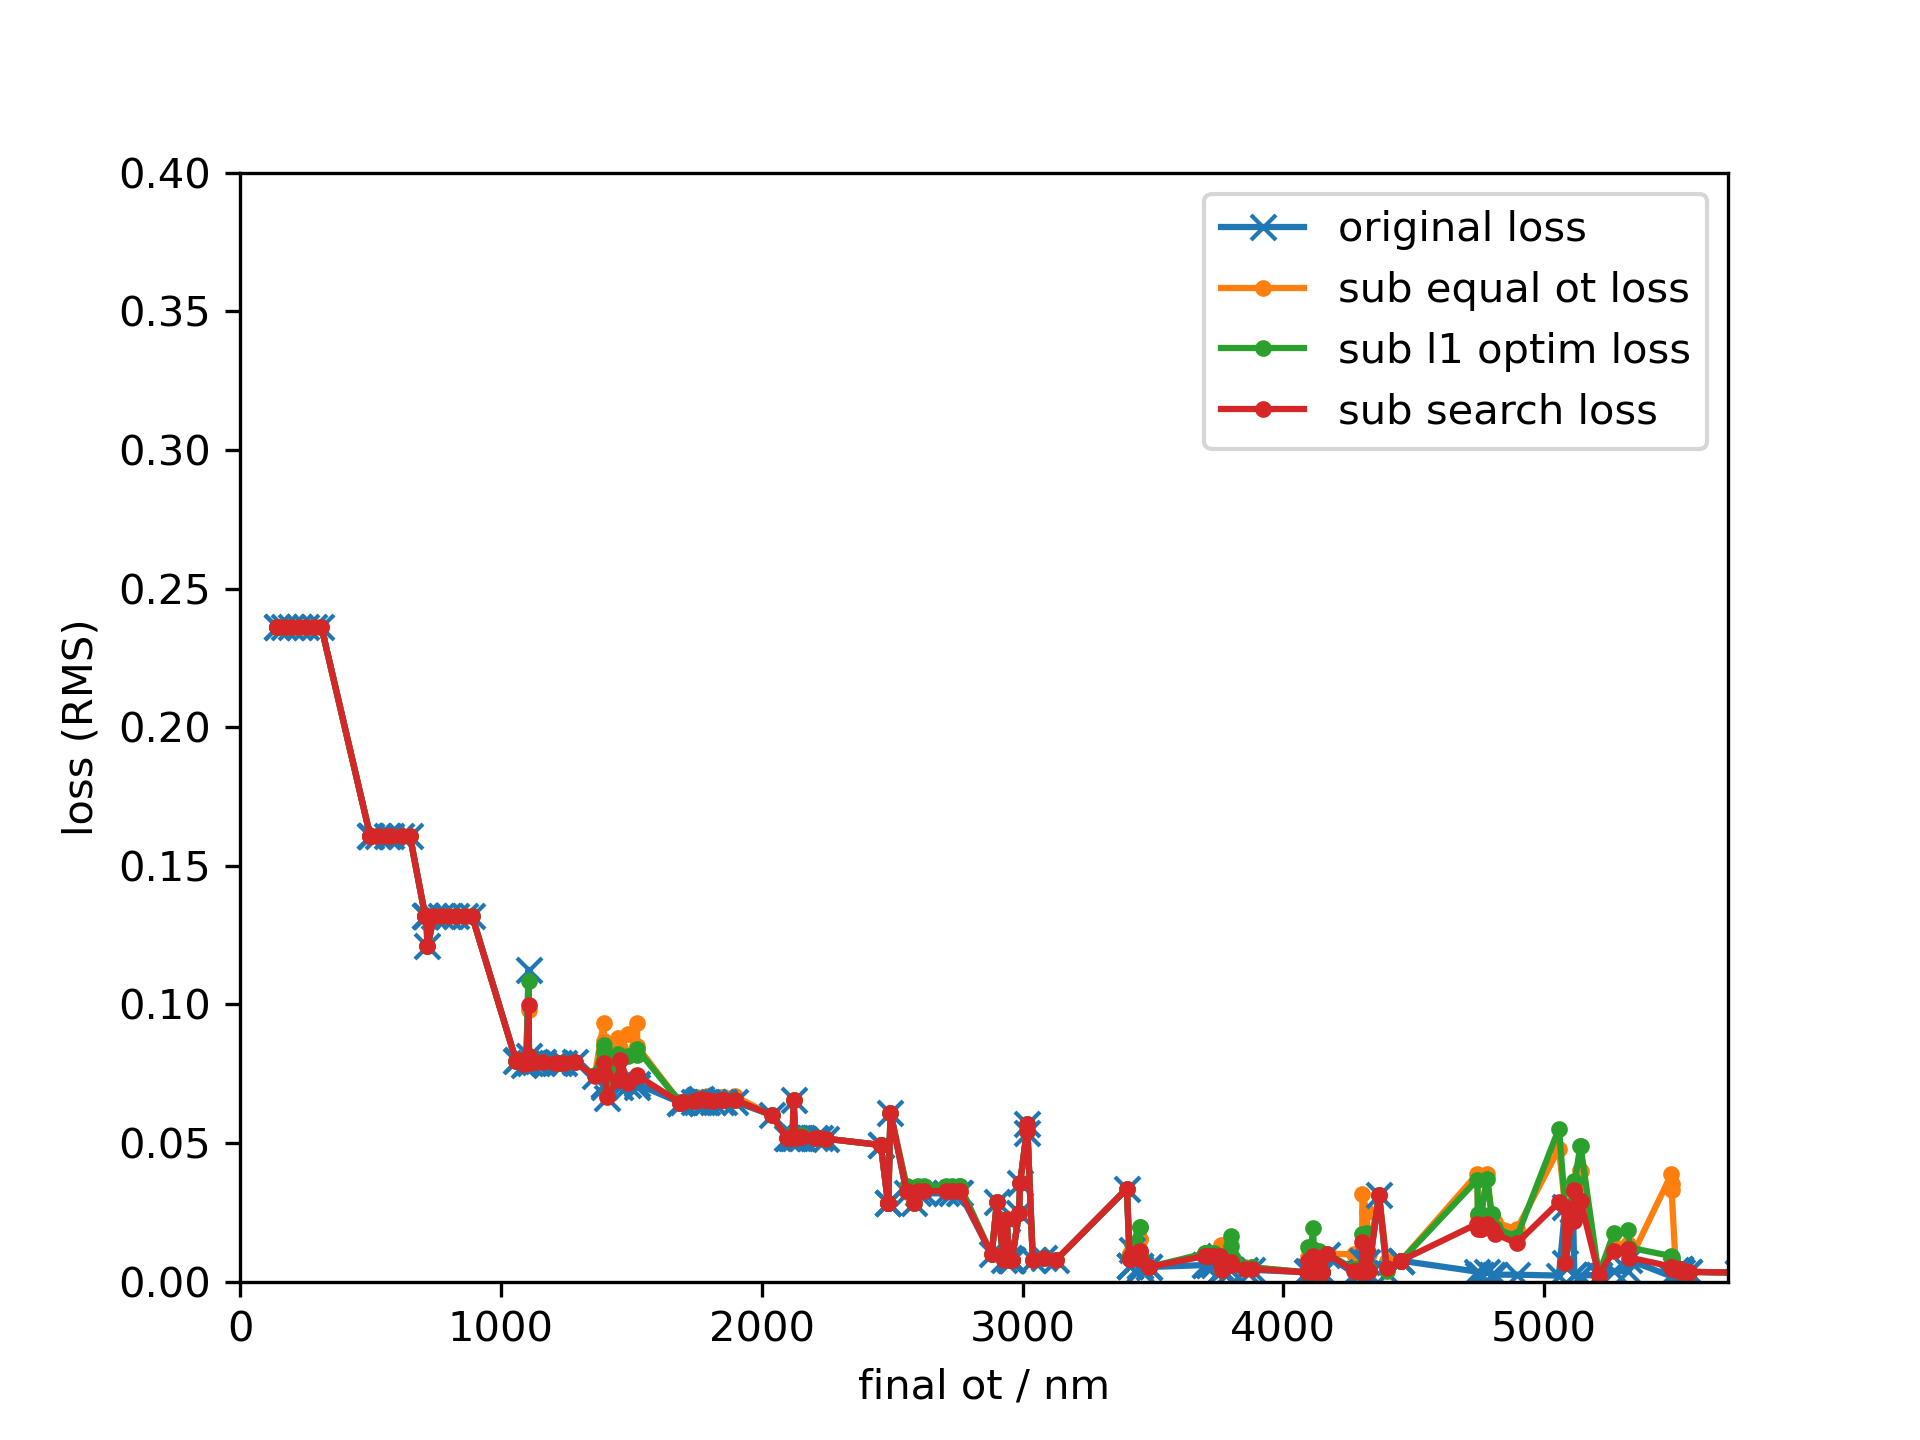 0.40
0.35
0.30
0.25
0.20
0.15
0.10
0.05
0.00
loss (RMS)
original loss
sub equal ot loss
sub l1 optim loss
sub search loss
0 1000 2000 3000 4000 5000
final ot / nm